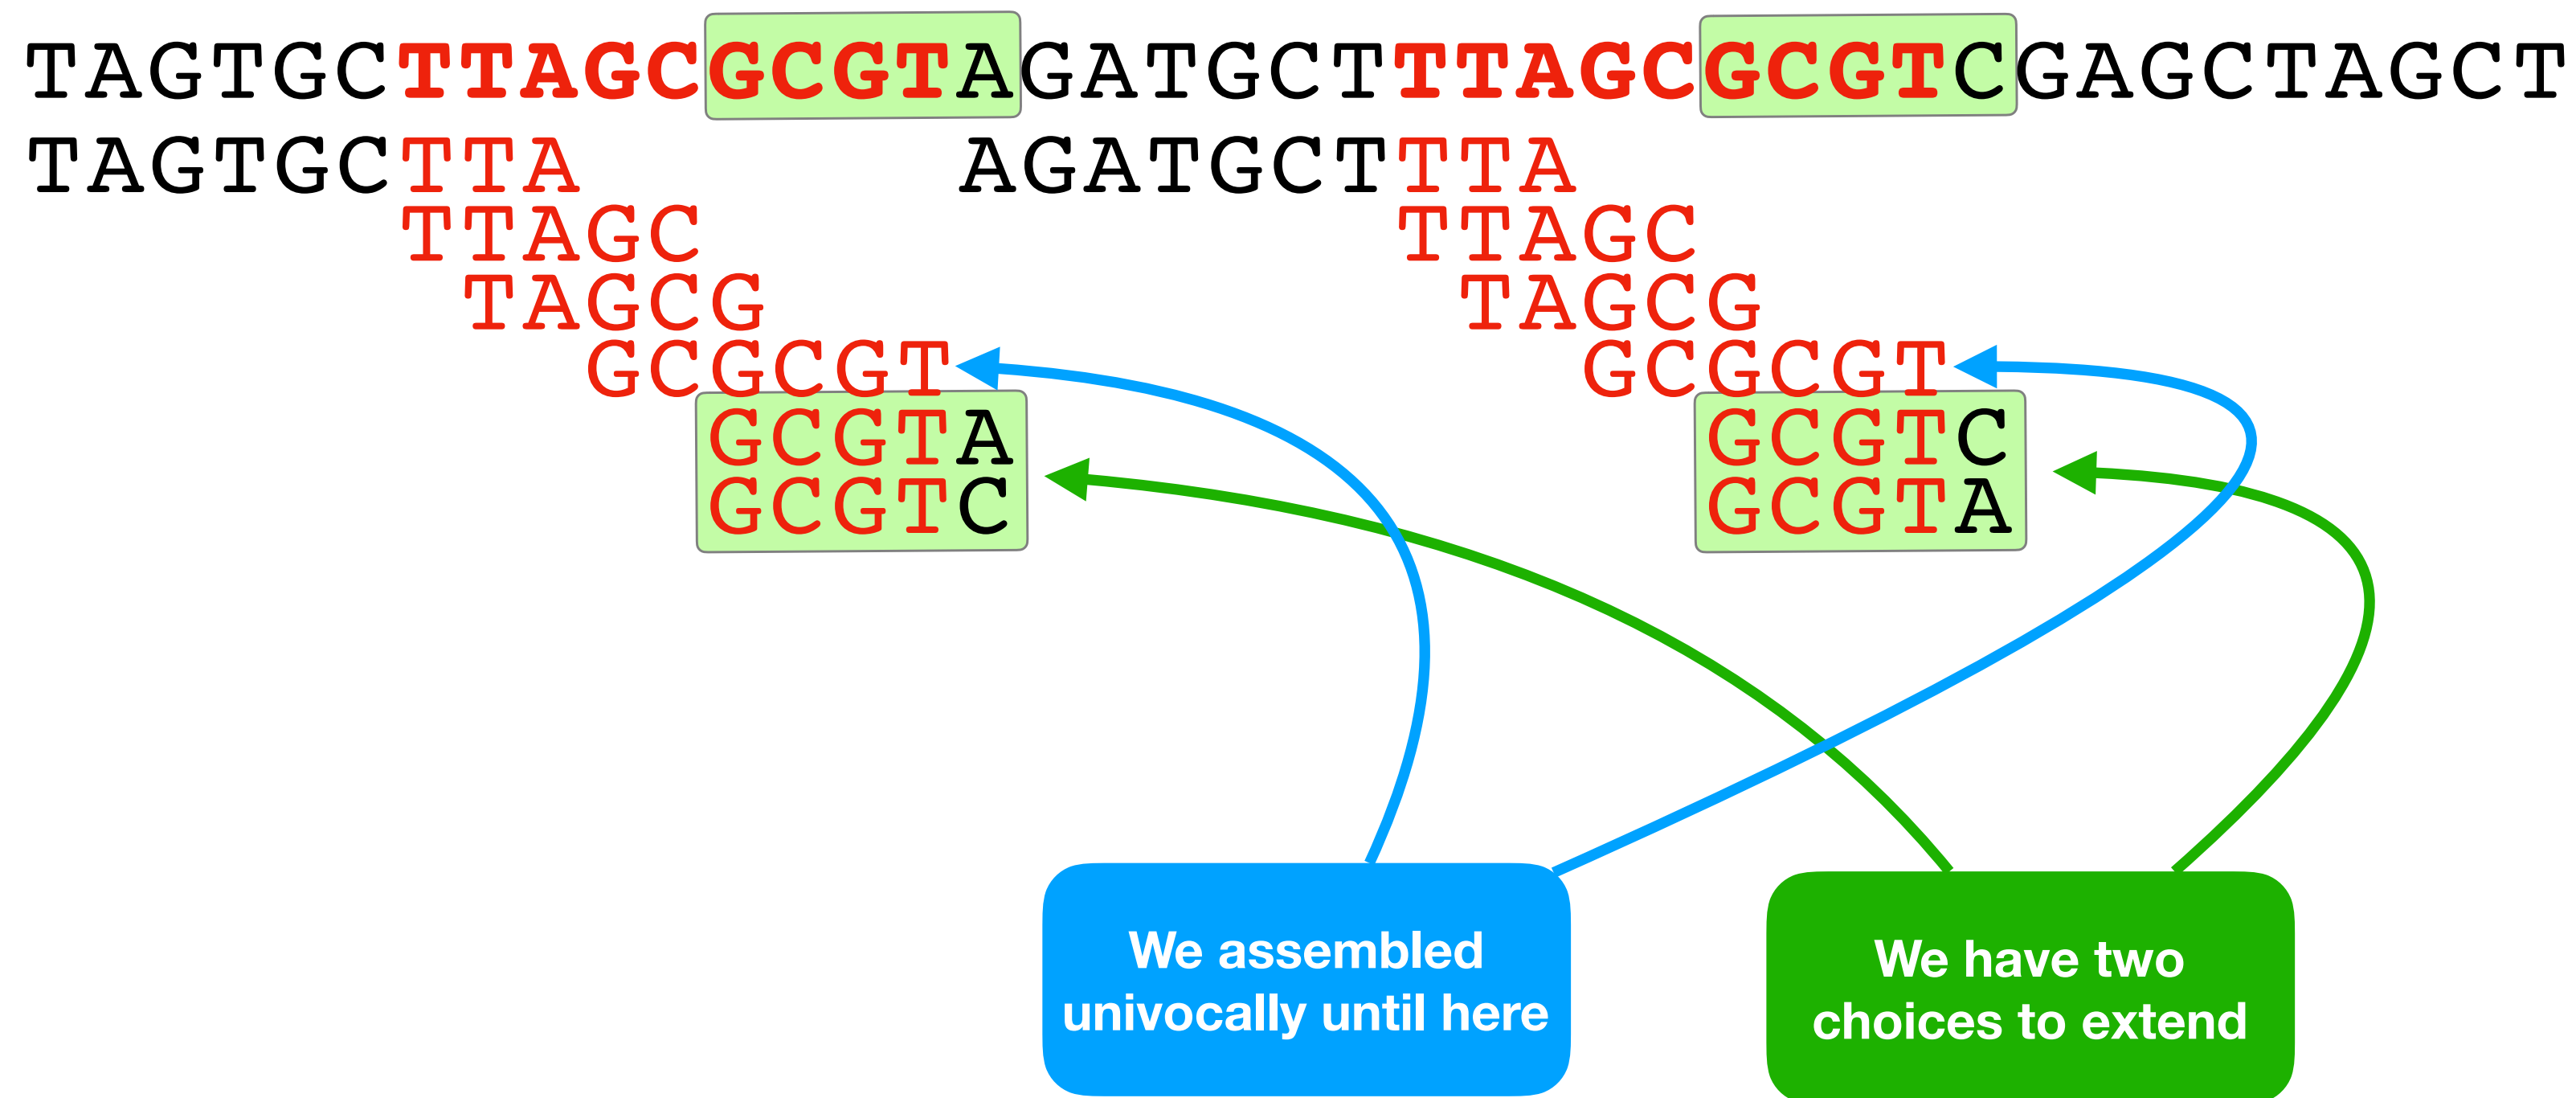 TAGTGCTTAGCGCGTAGATGCTTTAGCGCGTCGAGCTAGCT
TAGTGCTTA AGATGCTTTA
TTAGC TTAGC
TAGCG TAGCG
GCGCGT GCGCGT
GCGTA GCGTC
GCGTC GCGTA
We assembled
univocally until here
We have two
choices to extend